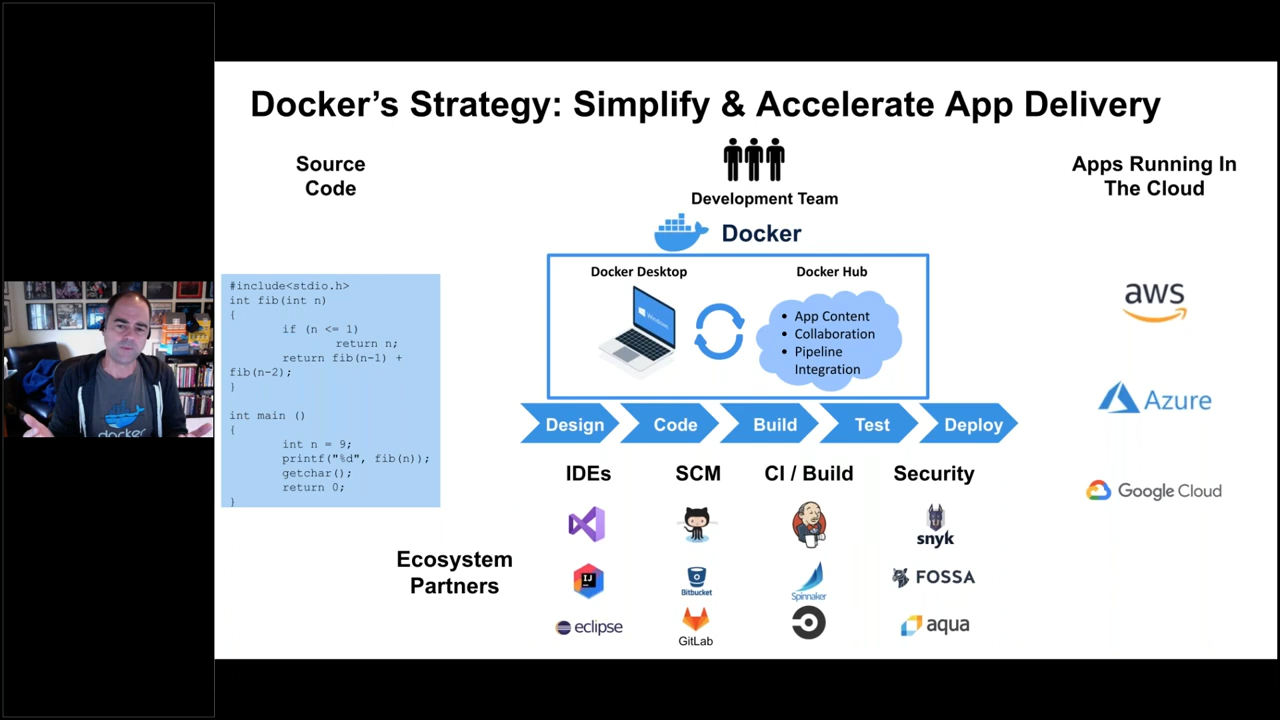 Docker's Strategy: Simplify & Accelerate App Delivery
Source
Code
Development Team
Apps Running In
The Cloud
Docker
Docker Desktop
Docker Hub
Windows
• App Content
• Collaboration
• Pipeline
Integration
#include<stdio.h>
int fib(int n)
{
if (n <= 1)
return n;
return fib(n-1) +
fib(n-2);
}
int main ()
{
int n = 9;
printf("%d", fib(n));
getchar();
return 0;
}
docker
aws
Azure
Google Cloud
Design
Code
Build
Test
Deploy
IDEs
SCM
CI / Build
Security
Ecosystem
Partners
snyk
IJ
Bitbucket
Spinnaker
FOSSA
eclipse
GitLab
aqua